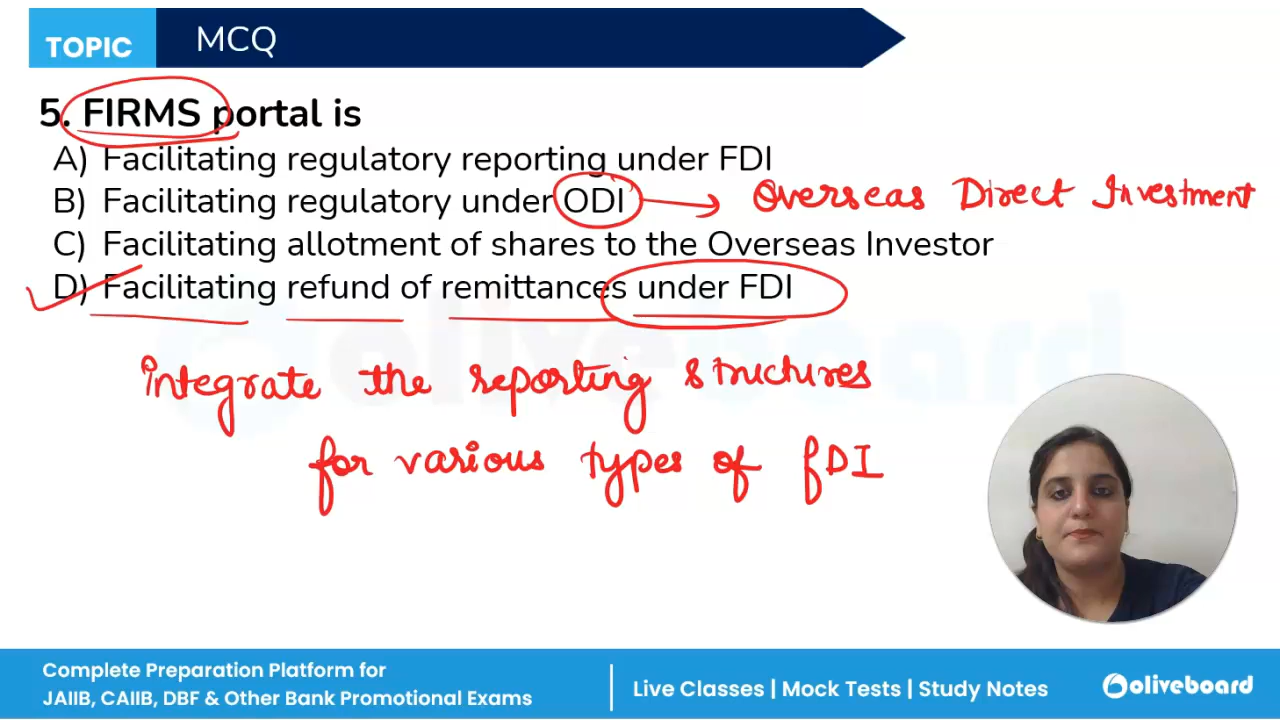 TOPIC MCQ
5. FIRMS portal is
A) Facilitating regulatory reporting under FDI
B) Facilitating regulatory under ODI → Overseas Direct Investment
C) Facilitating allotment of shares to the Overseas Investor
D) Facilitating refund of remittances under FDI
oliveboard
Integrate the reporting structures
for various types of FDI
Complete Preparation Platform for
JAIIB, CAIIB, DBF & Other Bank Promotional Exams
Live Classes | Mock Tests | Study Notes
oliveboard